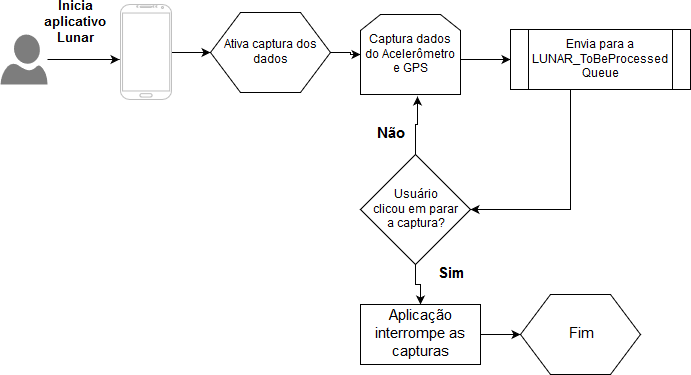 Inicia
aplicativo
Lunar
Ativa captura dos
dados
Captura dados
do Acelerômetro
e GPS
Envia para a
LUNAR_ToBeProcessed
Queue
Não
Usuário
clicou em parar
a captura?
Sim
Aplicação
interrompe as
capturas
Fim